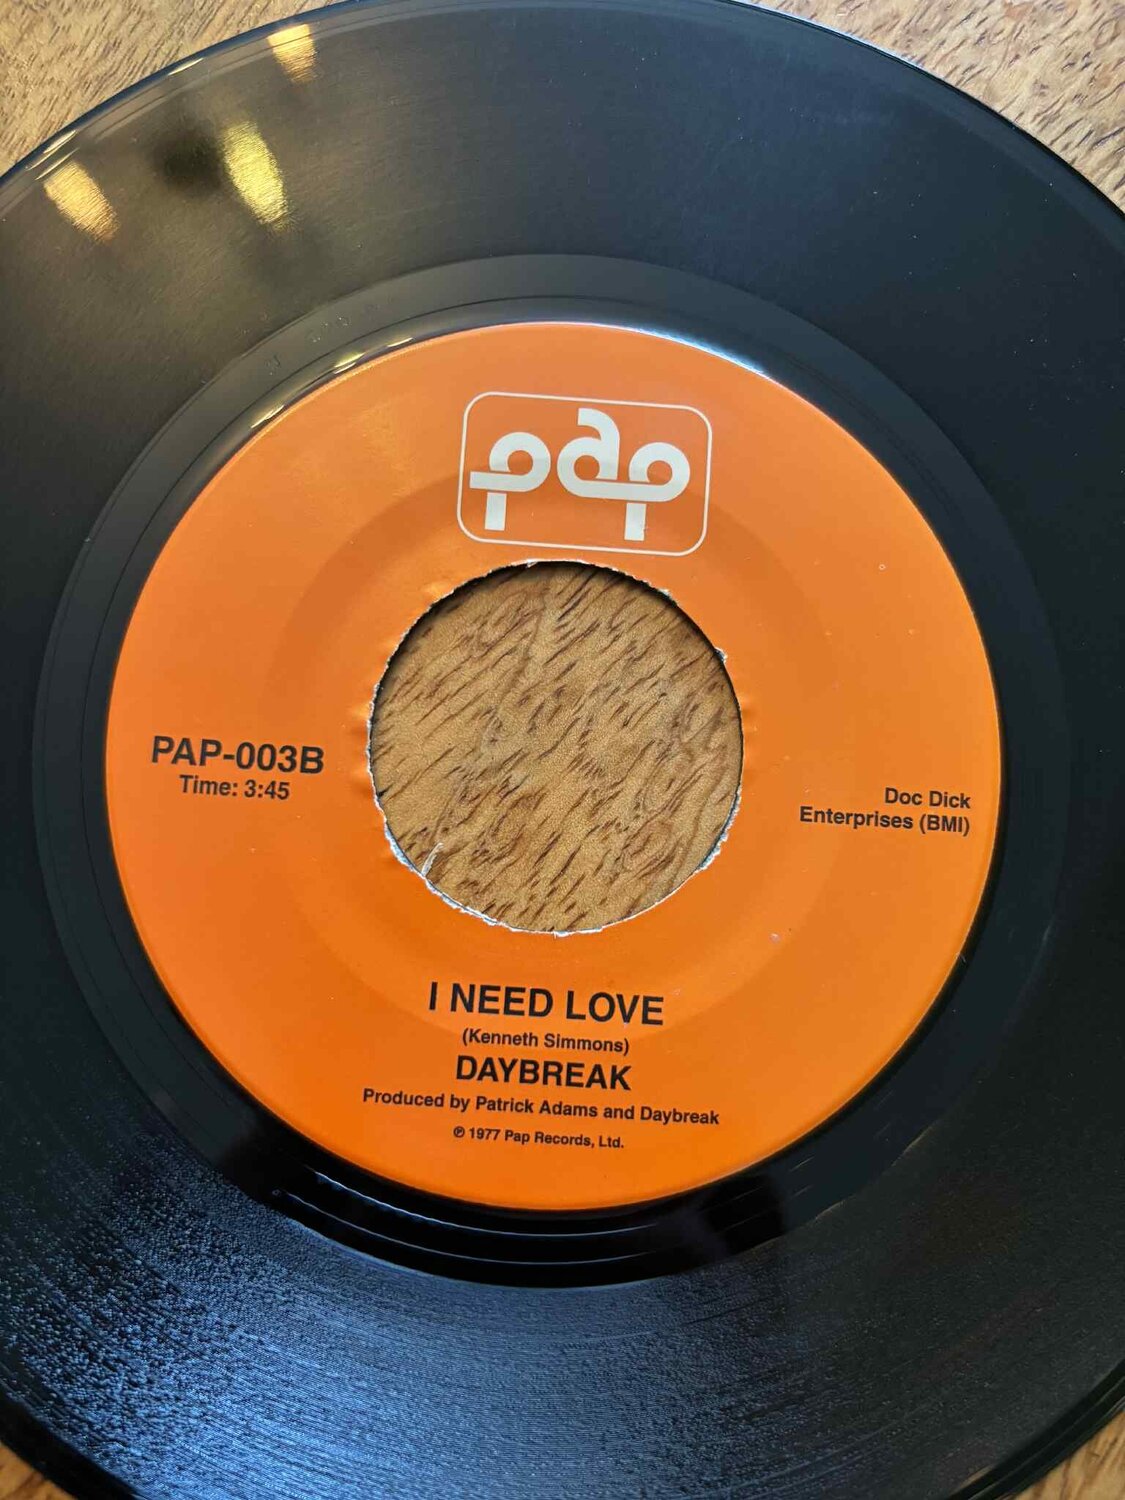 pap
PAP-003B
Time: 3:45
Doc Dick
Enterprises (BMI)
I NEED LOVE
(Kenneth Simmons)
DAYBREAK
Produced by Patrick Adams and Daybreak
℗ 1977 Pap Records, Ltd.